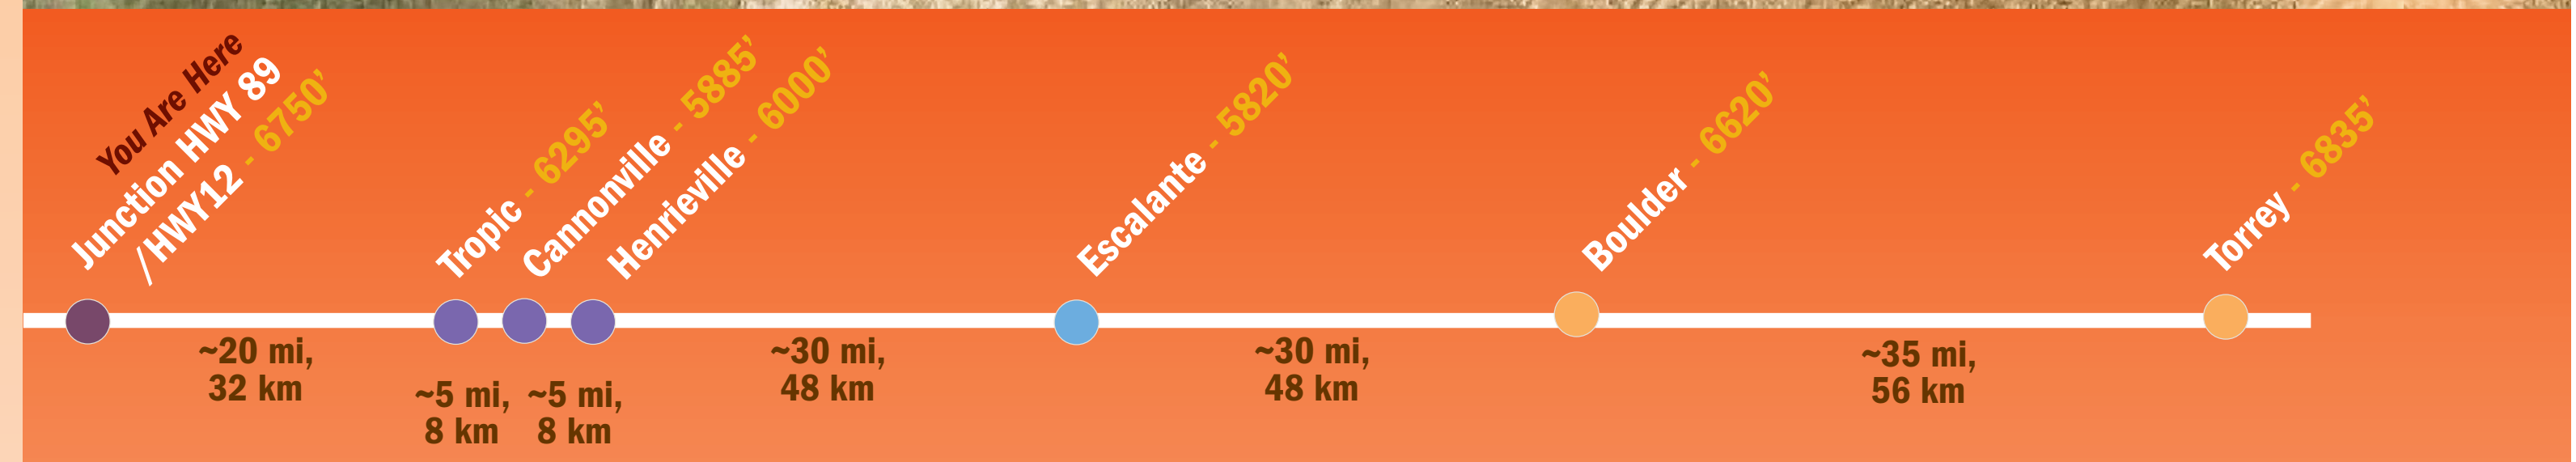 You Are Here
Junction HWY 89
/HWY12 - 6750’
Tropic - 6295’
Cannonville - 5885’
Henrieville - 6000’
Escalante - 5820’
Boulder - 6620’
Torrey - 6835’
~20 mi,
32 km
~5 mi,
8 km
~5 mi,
8 km
~30 mi,
48 km
~30 mi,
48 km
~35 mi,
56 km